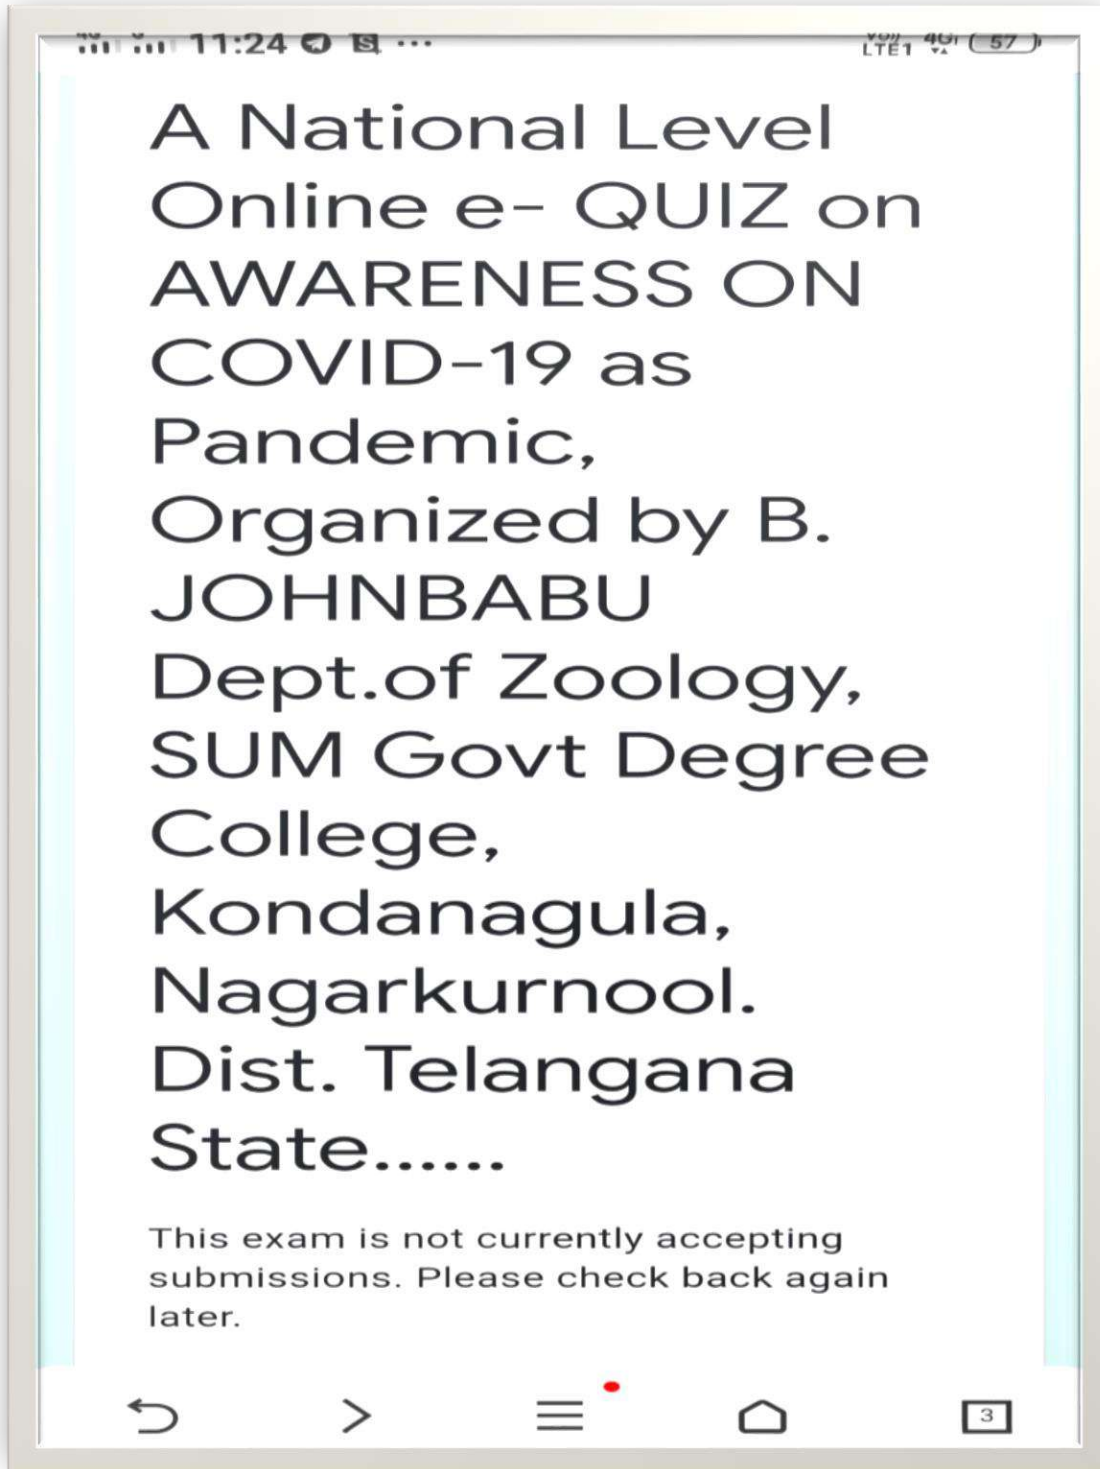 11:24 S ...
LTE1 4G 57
A National Level
Online e- QUIZ on
AWARENESS ON
COVID-19 as
Pandemic,
Organized by B.
JOHNBABU
Dept.of Zoology,
SUM Govt Degree
College,
Kondanagula,
Nagarkurnool.
Dist. Telangana
State......
This exam is not currently accepting
submissions. Please check back again
later.
3